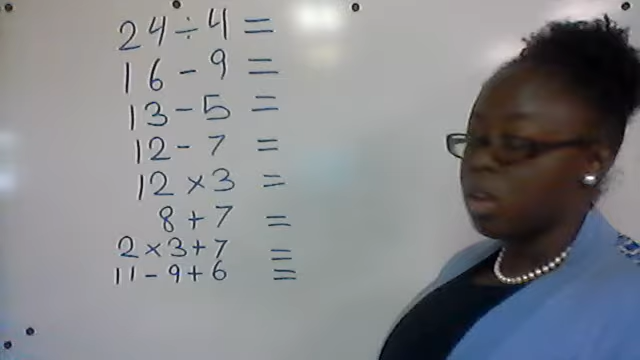 24 ÷ 4 =
16 - 9 =
13 - 5 =
12 - 7 =
12 × 3 =
8 + 7 =
2 × 3 + 7 =
11 - 9 + 6 =